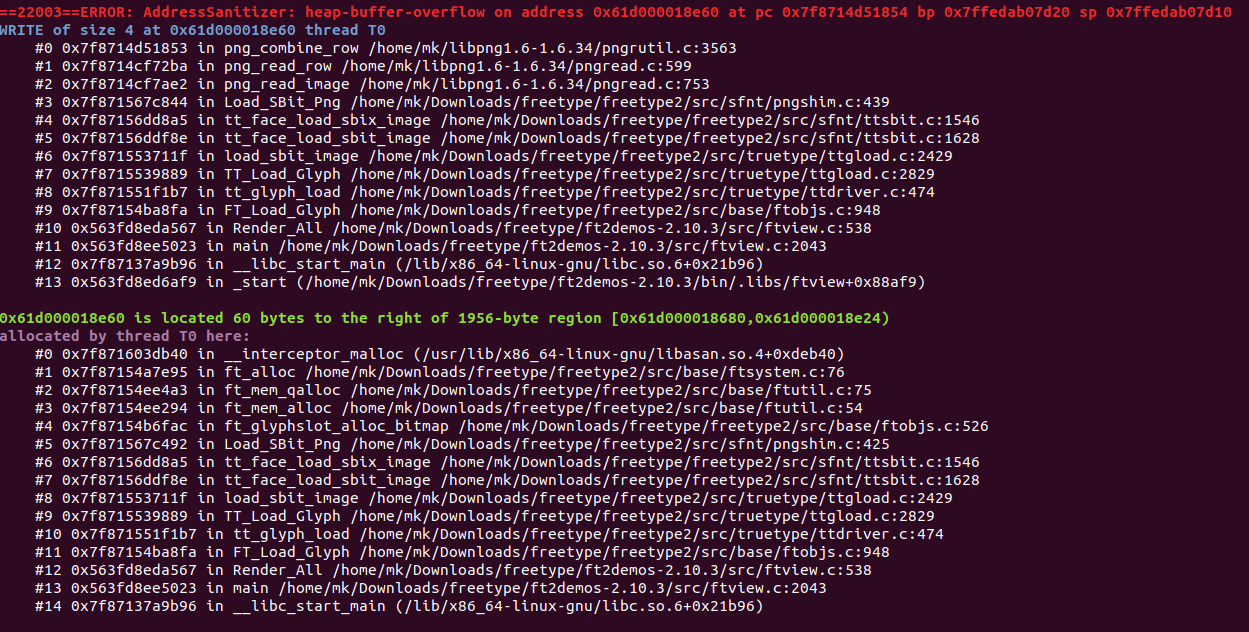 ==22003==ERROR: AddressSanitizer: heap-buffer-overflow on address 0x61d000018e60 at pc 0x7f8714d51854 bp 0x7ffedab07d20 sp 0x7ffedab07d10
WRITE of size 4 at 0x61d000018e60 thread T0
#0 0x7f8714d51853 in png_combine_row /home/mk/libpng1.6-1.6.34/pngrutil.c:3563
#1 0x7f8714cf72ba in png_read_row /home/mk/libpng1.6-1.6.34/pngread.c:599
#2 0x7f8714cf7ae2 in png_read_image /home/mk/libpng1.6-1.6.34/pngread.c:753
#3 0x7f871567c844 in Load_SBit_Png /home/mk/Downloads/freetype/freetype2/src/sfnt/pngshim.c:439
#4 0x7f87156dd8a5 in tt_face_load_sbix_image /home/mk/Downloads/freetype/freetype2/src/sfnt/ttsbit.c:1546
#5 0x7f87156ddf8e in tt_face_load_sbit_image /home/mk/Downloads/freetype/freetype2/src/sfnt/ttsbit.c:1628
#6 0x7f871553711f in load_sbit_image /home/mk/Downloads/freetype/freetype2/src/truetype/ttgload.c:2429
#7 0x7f8715539889 in TT_Load_Glyph /home/mk/Downloads/freetype/freetype2/src/truetype/ttgload.c:2829
#8 0x7f871551f1b7 in tt_glyph_load /home/mk/Downloads/freetype/freetype2/src/truetype/ttdriver.c:474
#9 0x7f87154ba8fa in FT_Load_Glyph /home/mk/Downloads/freetype/freetype2/src/base/ftobjs.c:948
#10 0x563fd8eda567 in Render_All /home/mk/Downloads/freetype/ft2demos-2.10.3/src/ftview.c:538
#11 0x563fd8ee5023 in main /home/mk/Downloads/freetype/ft2demos-2.10.3/src/ftview.c:2043
#12 0x7f87137a9b96 in __libc_start_main (/lib/x86_64-linux-gnu/libc.so.6+0x21b96)
#13 0x563fd8ed6af9 in _start (/home/mk/Downloads/freetype/ft2demos-2.10.3/bin/.libs/ftview+0x88af9)
0x61d000018e60 is located 60 bytes to the right of 1956-byte region [0x61d000018680,0x61d000018e24)
allocated by thread T0 here:
#0 0x7f871603db40 in __interceptor_malloc (/usr/lib/x86_64-linux-gnu/libasan.so.4+0xdeb40)
#1 0x7f87154a7e95 in ft_alloc /home/mk/Downloads/freetype/freetype2/src/base/ftsystem.c:76
#2 0x7f87154ee4a3 in ft_mem_qalloc /home/mk/Downloads/freetype/freetype2/src/base/ftutil.c:75
#3 0x7f87154ee294 in ft_mem_alloc /home/mk/Downloads/freetype/freetype2/src/base/ftutil.c:54
#4 0x7f87154b6fac in ft_glyphslot_alloc_bitmap /home/mk/Downloads/freetype/freetype2/src/base/ftobjs.c:526
#5 0x7f871567c492 in Load_SBit_Png /home/mk/Downloads/freetype/freetype2/src/sfnt/pngshim.c:425
#6 0x7f87156dd8a5 in tt_face_load_sbix_image /home/mk/Downloads/freetype/freetype2/src/sfnt/ttsbit.c:1546
#7 0x7f87156ddf8e in tt_face_load_sbit_image /home/mk/Downloads/freetype/freetype2/src/sfnt/ttsbit.c:1628
#8 0x7f871553711f in load_sbit_image /home/mk/Downloads/freetype/freetype2/src/truetype/ttgload.c:2429
#9 0x7f8715539889 in TT_Load_Glyph /home/mk/Downloads/freetype/freetype2/src/truetype/ttgload.c:2829
#10 0x7f871551f1b7 in tt_glyph_load /home/mk/Downloads/freetype/freetype2/src/truetype/ttdriver.c:474
#11 0x7f87154ba8fa in FT_Load_Glyph /home/mk/Downloads/freetype/freetype2/src/base/ftobjs.c:948
#12 0x563fd8eda567 in Render_All /home/mk/Downloads/freetype/ft2demos-2.10.3/src/ftview.c:538
#13 0x563fd8ee5023 in main /home/mk/Downloads/freetype/ft2demos-2.10.3/src/ftview.c:2043
#14 0x7f87137a9b96 in __libc_start_main (/lib/x86_64-linux-gnu/libc.so.6+0x21b96)